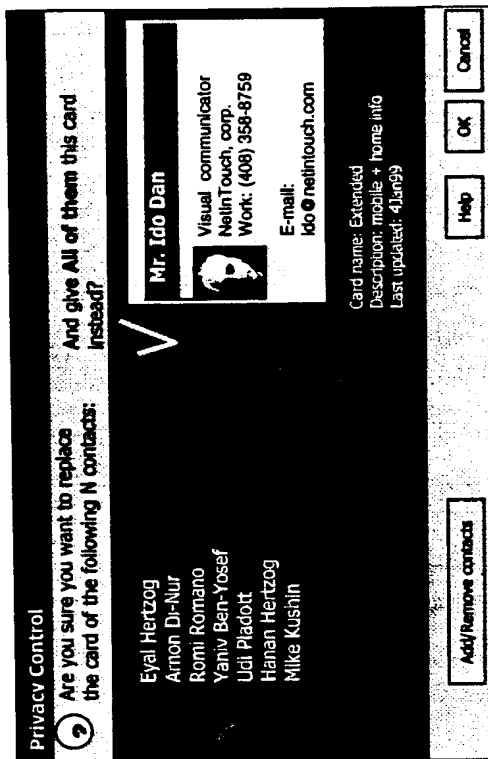 Privacy Control
?
Are you sure you want to replace
the card of the following N contacts:
And give All of them this card
instead?
Eyal Hertzog
Arnon Di-Nur
Romi Romano
Yaniv Ben-Yosef
Udi Pladott
Hanan Hertzog
Mike Kushin
Mr. Ido Dan
Visual communicator
NetinTouch, corp.
Work: (408) 358-8759
E-mail:
ido@netintouch.com
Card name: Extended
Description: mobile + home info
Last updated: 4Jan99
Add/Remove contacts
Help
OK
Cancel